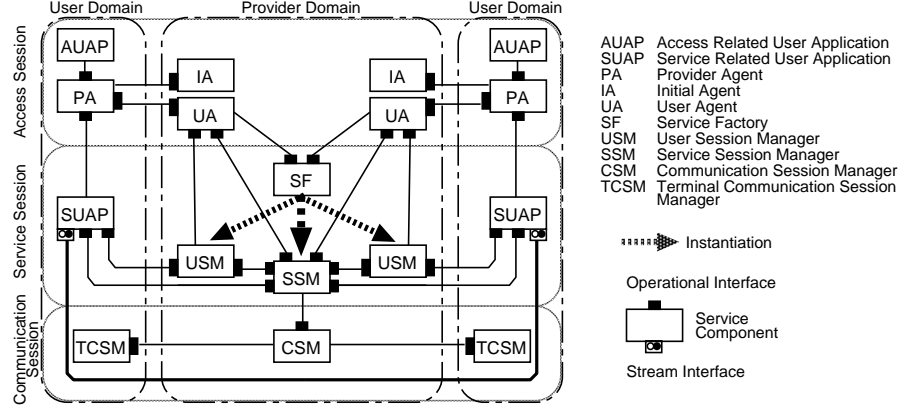 User Domain
Provider Domain
User Domain
Access Session
Service Session
Communication
Session
AUAP
AUAP
PA
IA
IA
PA
UA
UA
SF
SUAP
SUAP
USM
SSM
USM
TCSM
CSM
TCSM
AUAP Access Related User Application
SUAP Service Related User Application
PA Provider Agent
IA Initial Agent
UA User Agent
SF Service Factory
USM User Session Manager
SSM Service Session Manager
CSM Communication Session Manager
TCSM Terminal Communication Session
Manager
Instantiation
Operational Interface
Service
Component
Stream Interface